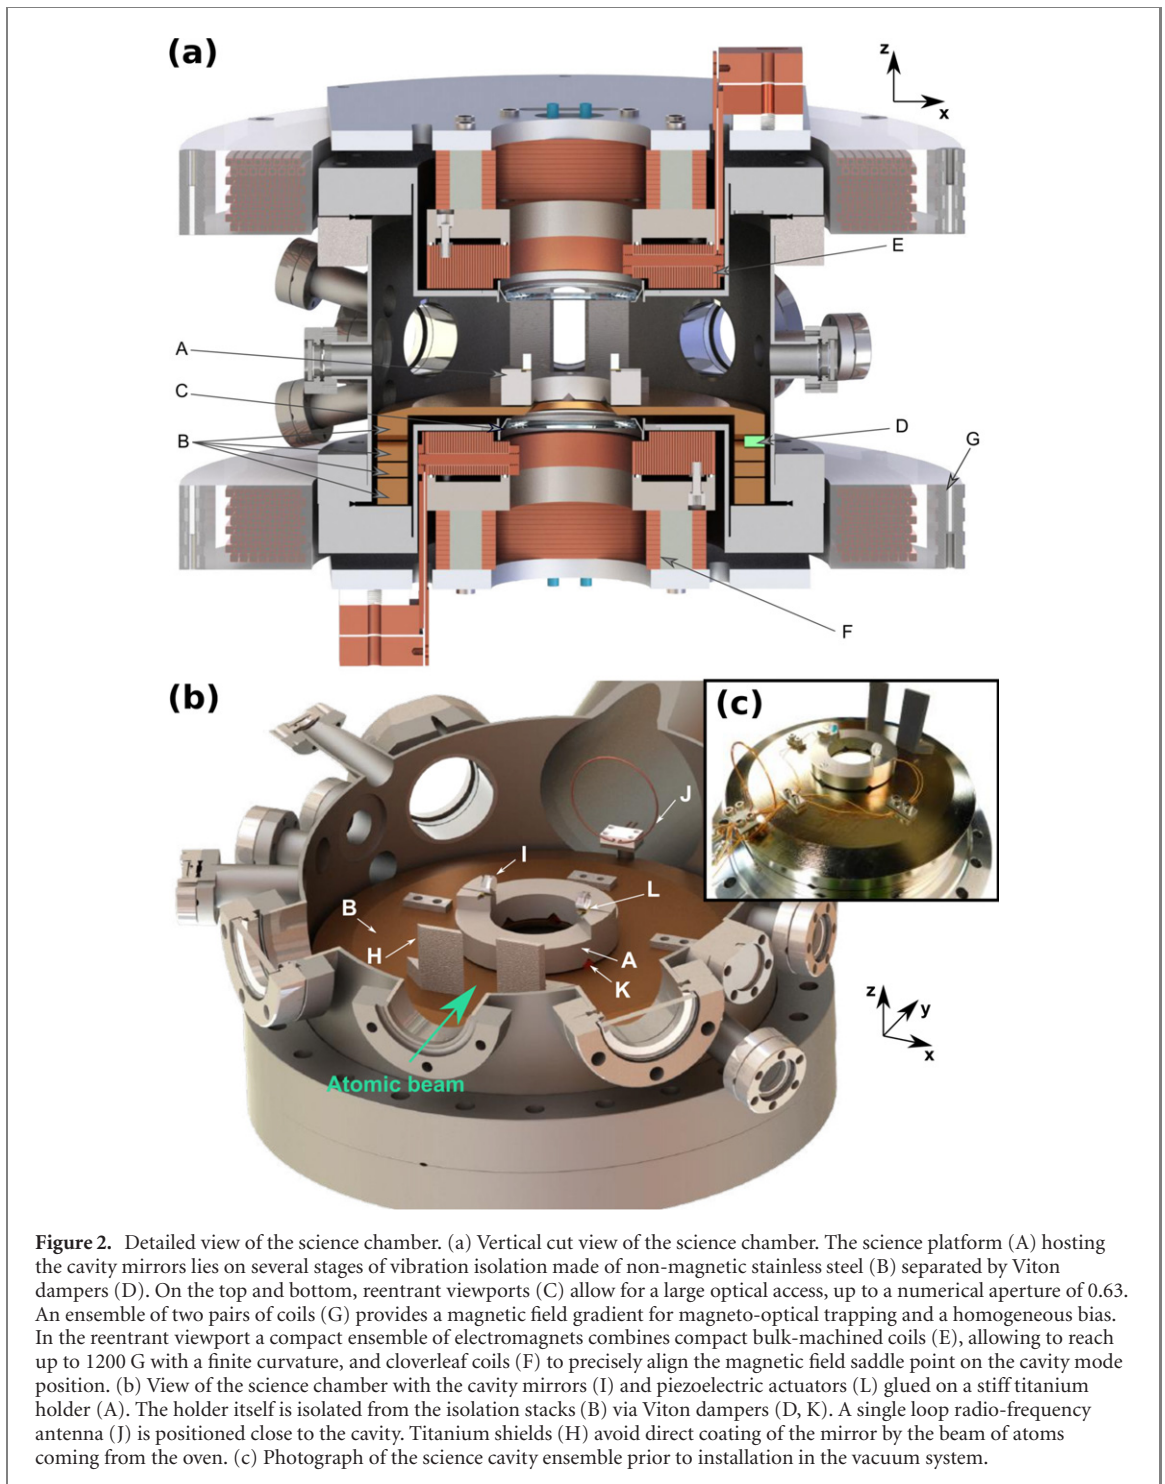 (a)
z
x
E
A
C
B
D
G
F
(b)
(c)
J
I
L
B
H
A
K
z
y
x
Atomic beam
Figure 2. Detailed view of the science chamber. (a) Vertical cut view of the science chamber. The science platform (A) hosting
the cavity mirrors lies on several stages of vibration isolation made of non-magnetic stainless steel (B) separated by Viton
dampers (D). On the top and bottom, reentrant viewports (C) allow for a large optical access, up to a numerical aperture of 0.63.
An ensemble of two pairs of coils (G) provides a magnetic field gradient for magneto-optical trapping and a homogeneous bias.
In the reentrant viewport a compact ensemble of electromagnets combines compact bulk-machined coils (E), allowing to reach
up to 1200 G with a finite curvature, and cloverleaf coils (F) to precisely align the magnetic field saddle point on the cavity mode
position. (b) View of the science chamber with the cavity mirrors (I) and piezoelectric actuators (L) glued on a stiff titanium
holder (A). The holder itself is isolated from the isolation stacks (B) via Viton dampers (D, K). A single loop radio-frequency
antenna (J) is positioned close to the cavity. Titanium shields (H) avoid direct coating of the mirror by the beam of atoms
coming from the oven. (c) Photograph of the science cavity ensemble prior to installation in the vacuum system.